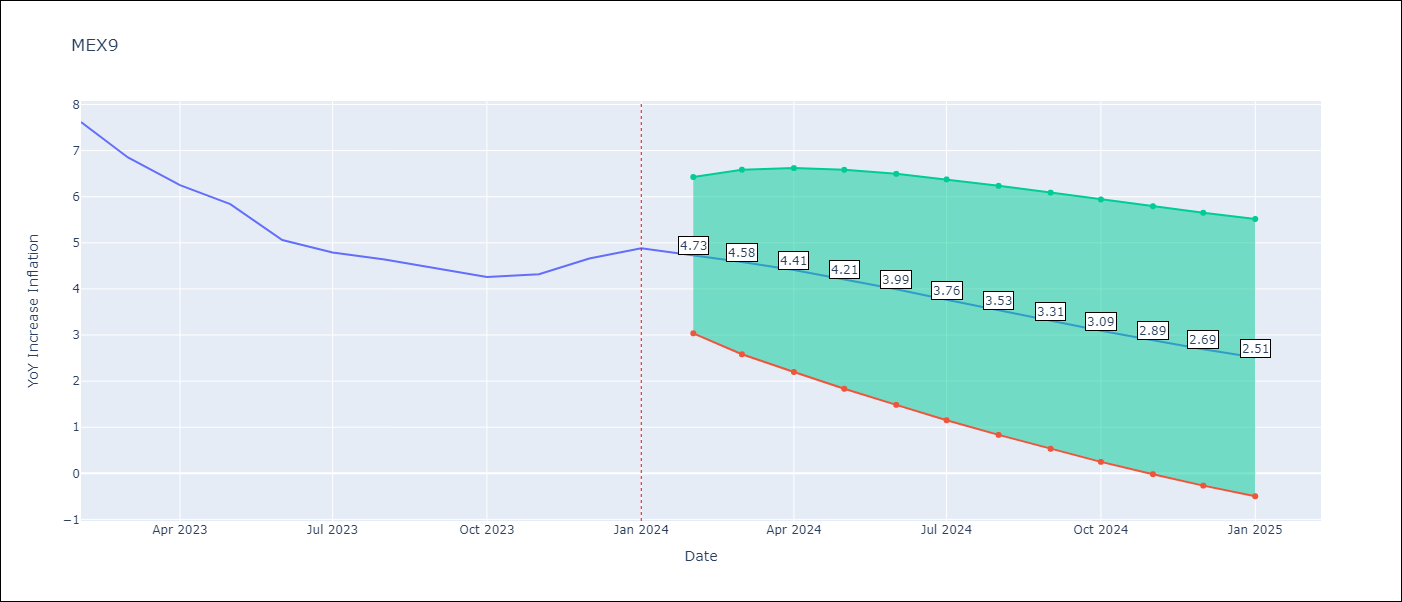 MEX9
YoY Increase Inflation
8
7
6
5
4
3
2
1
0
−1
4.73
4.58
4.41
4.21
3.99
3.76
3.53
3.31
3.09
2.89
2.69
2.51
Apr 2023
Jul 2023
Oct 2023
Jan 2024
Apr 2024
Jul 2024
Oct 2024
Jan 2025
Date